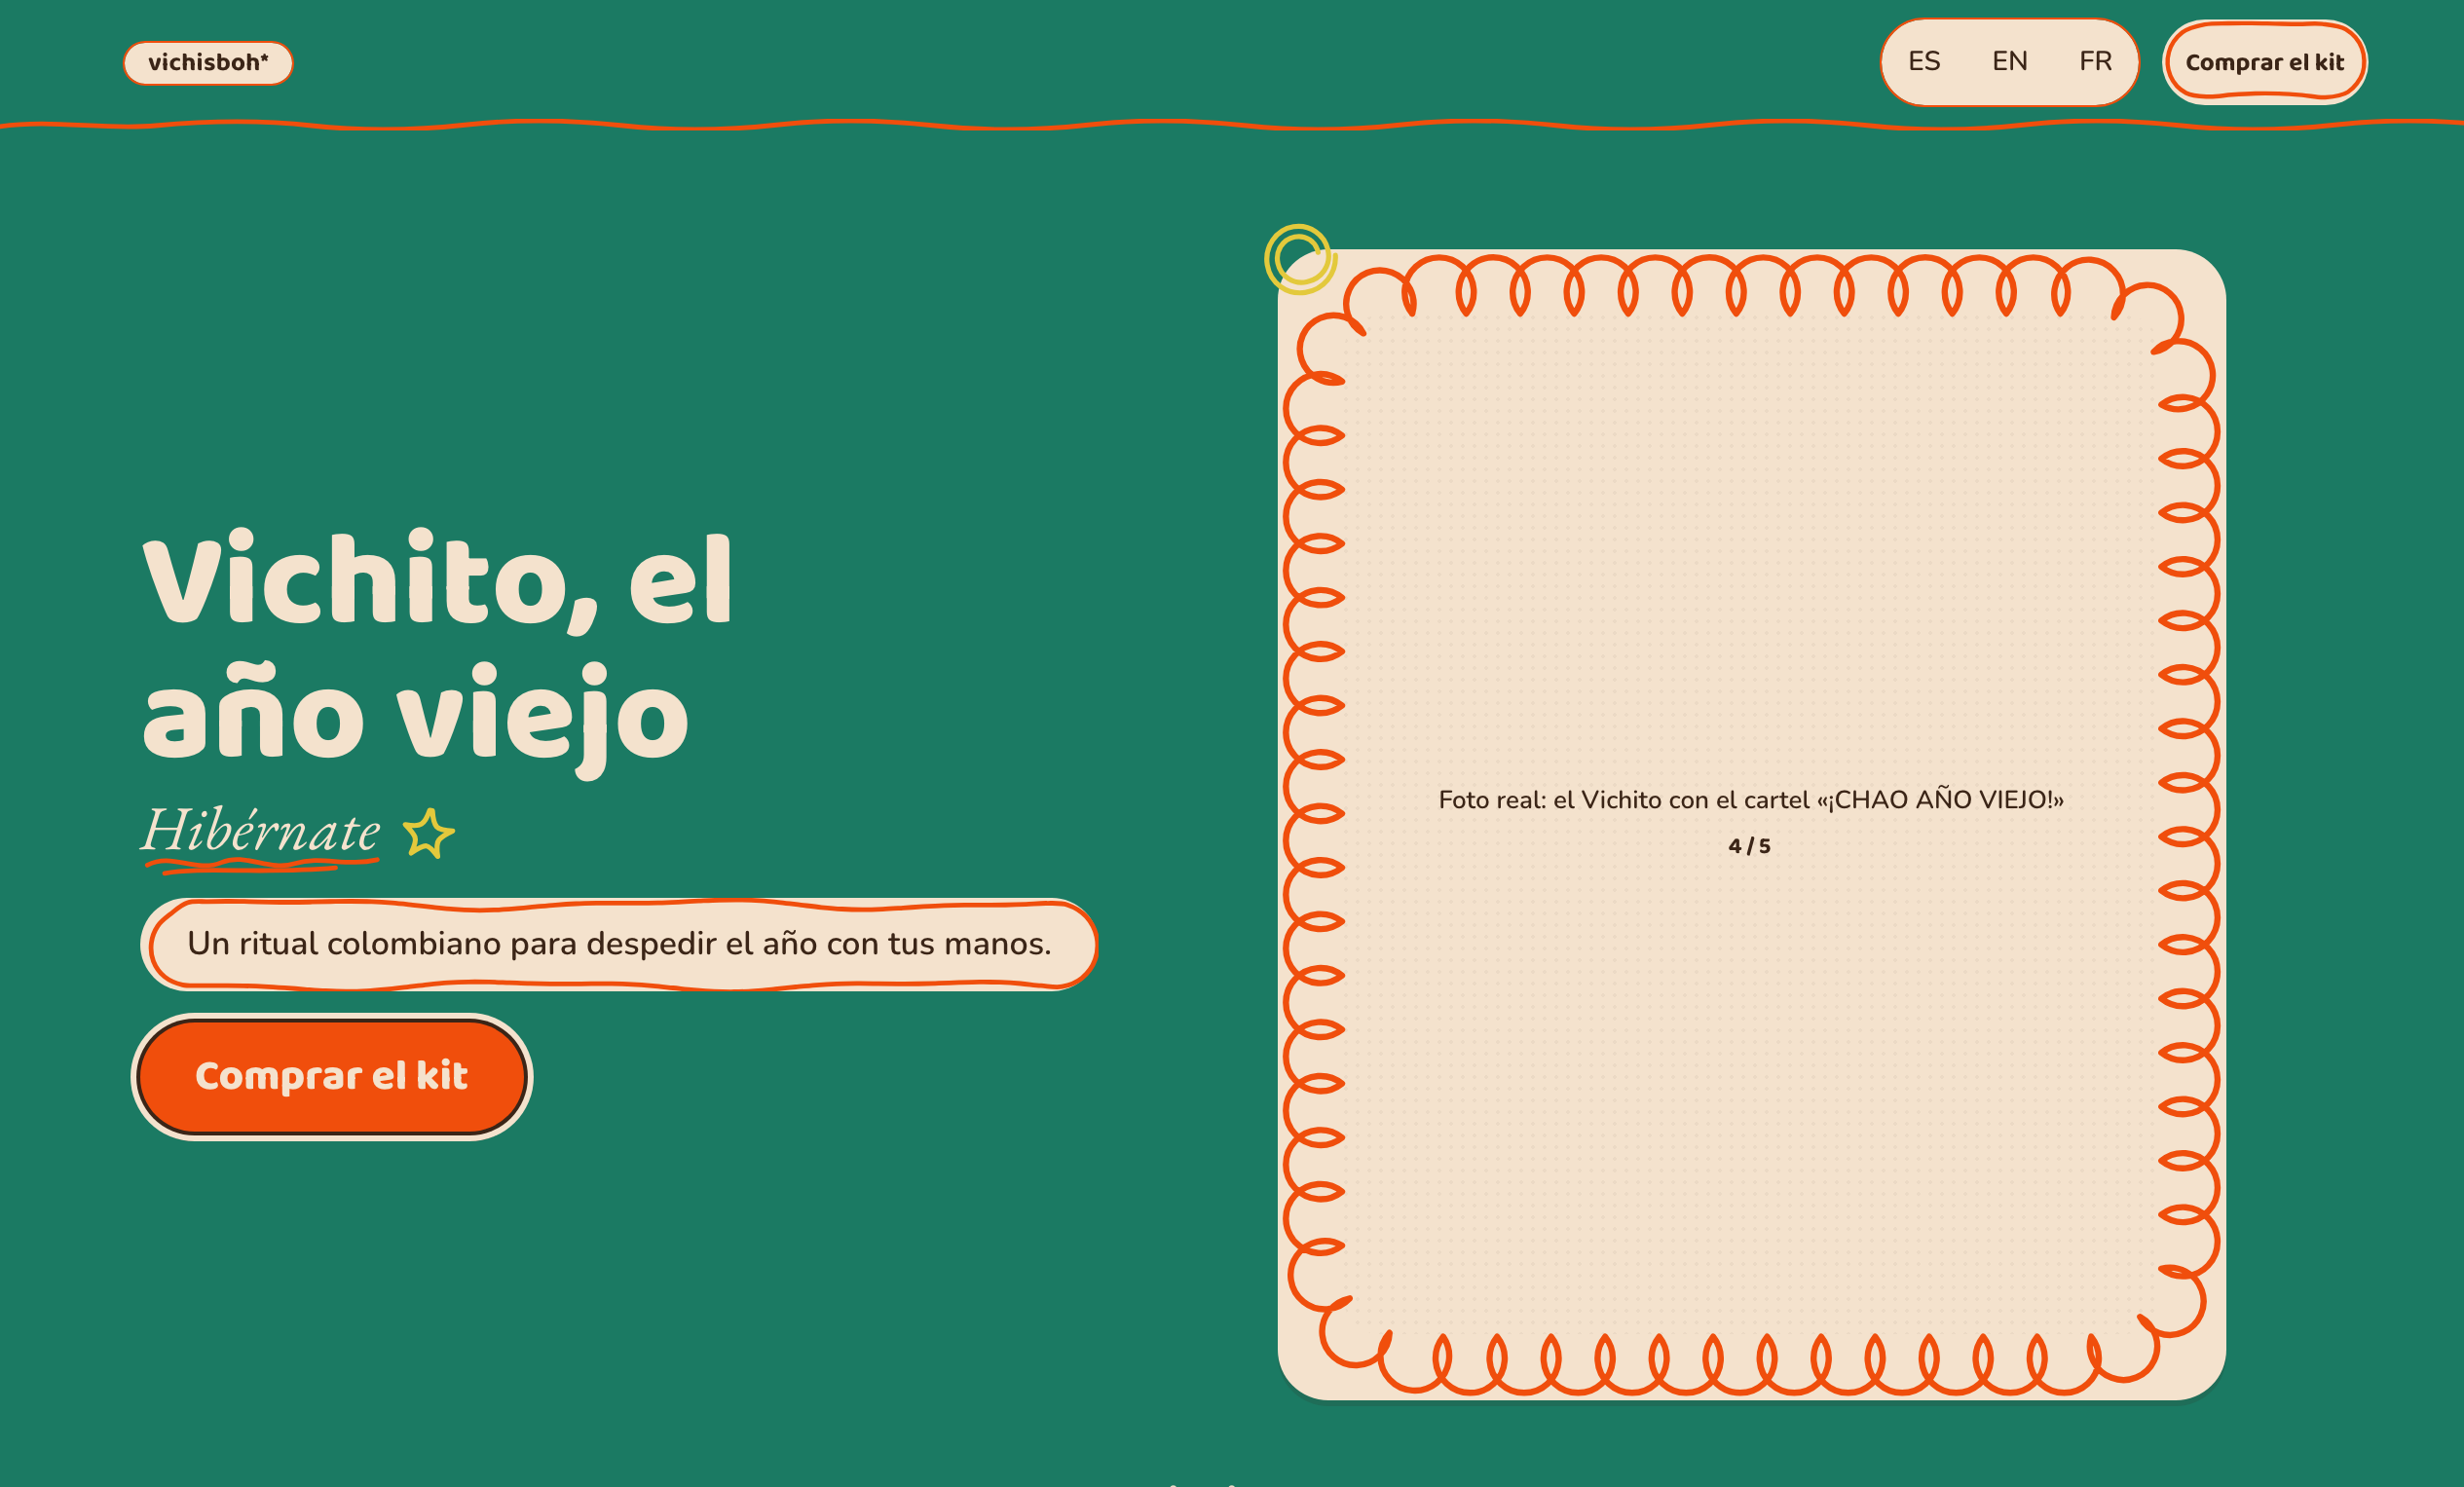 vichisboh*
ES EN FR
Comprar el kit
Vichito, el
año viejo
Hibérnate
Un ritual colombiano para despedir el año con tus manos.
Comprar el kit
Foto real: el Vichito con el cartel «¡CHAO AÑO VIEJO!»
4 / 5